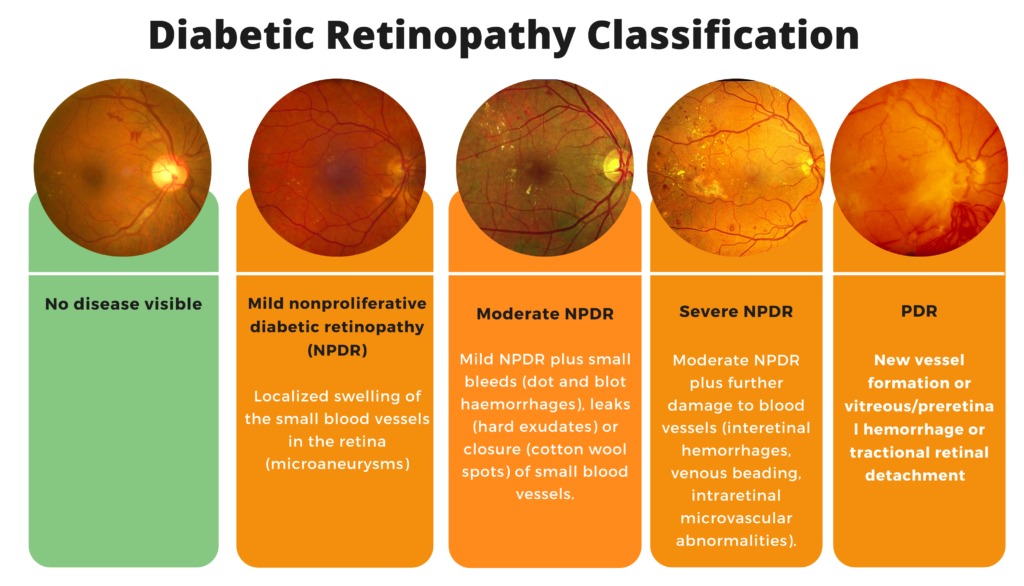 Diabetic Retinopathy Classification
No disease visible
Mild nonproliferative
diabetic retinopathy
(NPDR)
Localized swelling of
the small blood vessels
in the retina
(microaneurysms)
Moderate NPDR
Mild NPDR plus small
bleeds (dot and blot
haemorrhages), leaks
(hard exudates) or
closure (cotton wool
spots) of small blood
vessels.
Severe NPDR
Moderate NPDR
plus further
damage to blood
vessels (interetinal
hemorrhages,
venous beading,
intraretinal
microvascular
abnormalities).
PDR
New vessel
formation or
vitreous/preretina
l hemorrhage or
tractional retinal
detachment